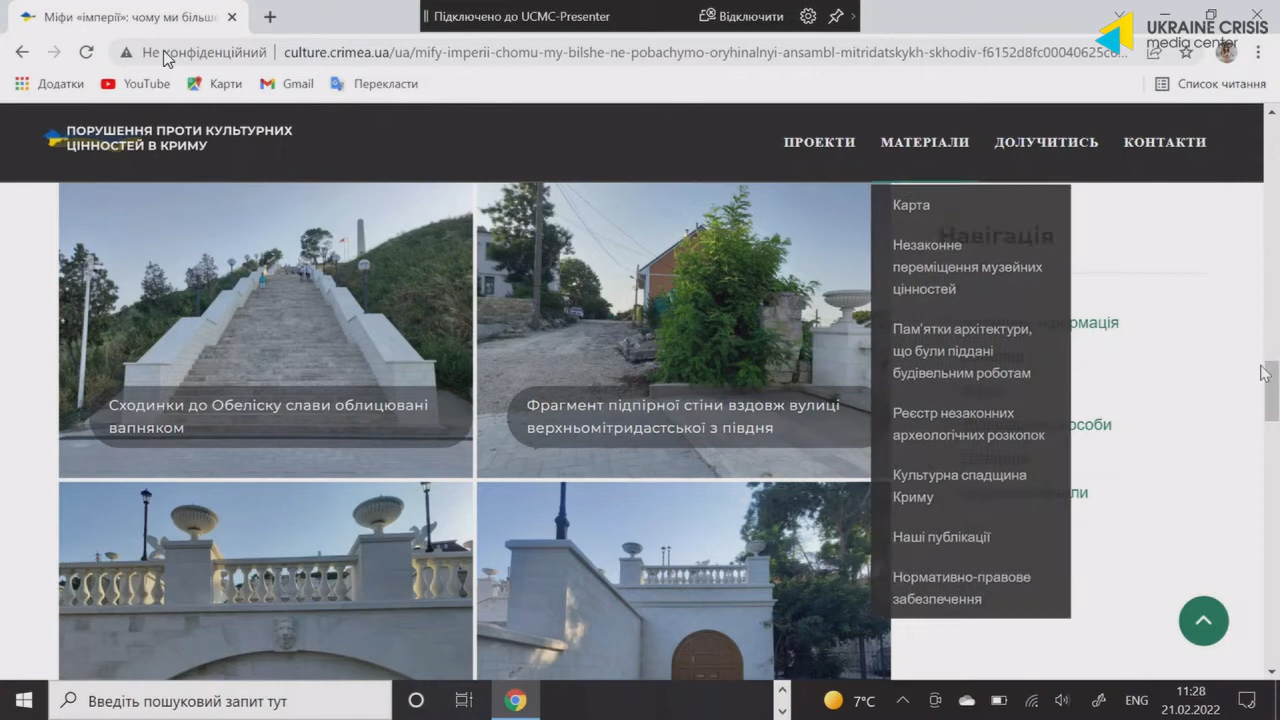 Міфи «імперії»: чому ми більш
Підключено до UCMC-Presenter
Відключити
UKRAINE CRISIS
media center
Не конфіденційний
culture.crimea.ua/ua/mify-imperii-chomu-my-bilshe-ne-pobachymo-oryhinalnyi-ansambl-mitridatskykh-skhodiv-f6152d8fc00040625c0...
Додатки
YouTube
Карти
Gmail
Перекласти
Список читання
ПОРУШЕННЯ ПРОТИ КУЛЬТУРНИХ
ЦІННОСТЕЙ В КРИМУ
ПРОЕКТИ
МАТЕРІАЛИ
ДОЛУЧИТИСЬ
КОНТАКТИ
Карта
Навігація
Незаконне
переміщення музейних
цінностей
Пам'ятки архітектури,
що були піддані
будівельним роботам
Реєстр незаконних
археологічних розкопок
Культурна спадщина
Криму
Наші публікації
Нормативно-правове
забезпечення
Сходинки до Обеліску слави облицювані
вапняком
Фрагмент підпірної стіни вздовж вулиці
верхньомітридастської з півдня
Введіть пошуковий запит тут
7°C
ENG
11:28
21.02.2022